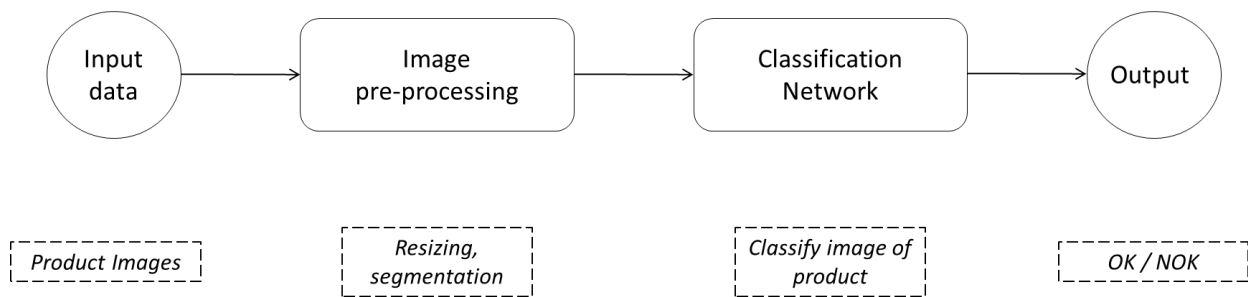 Input
data
Image
pre-processing
Classification
Network
Output
Product Images
Resizing,
segmentation
Classify image of
product
OK / NOK